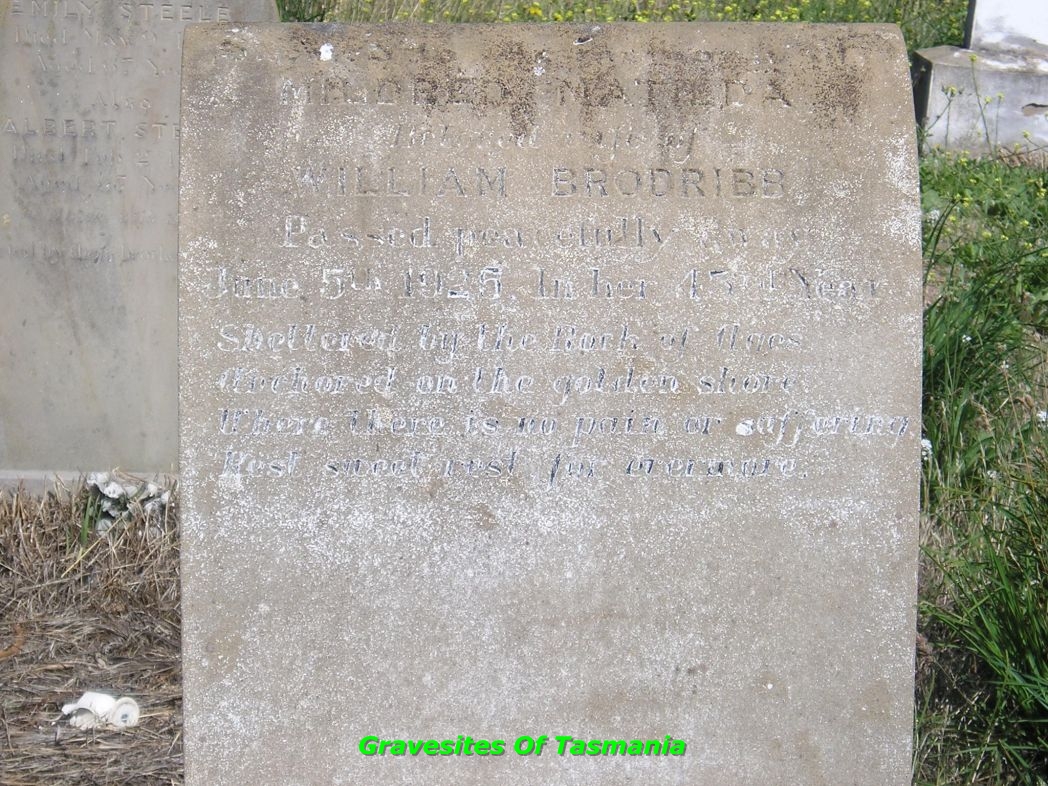 EMILY STEELE
Also
ALBERT
MILDRED MATILDA
Beloved wife of
WILLIAM BRODRIBB
Passed peacefully away
June 5th 1925, In her 43rd Year
Sheltered by the Rock of Ages
Anchored on the golden shore
Where there is no pain or suffering
Rest sweet rest for evermore.
Gravesites Of Tasmania